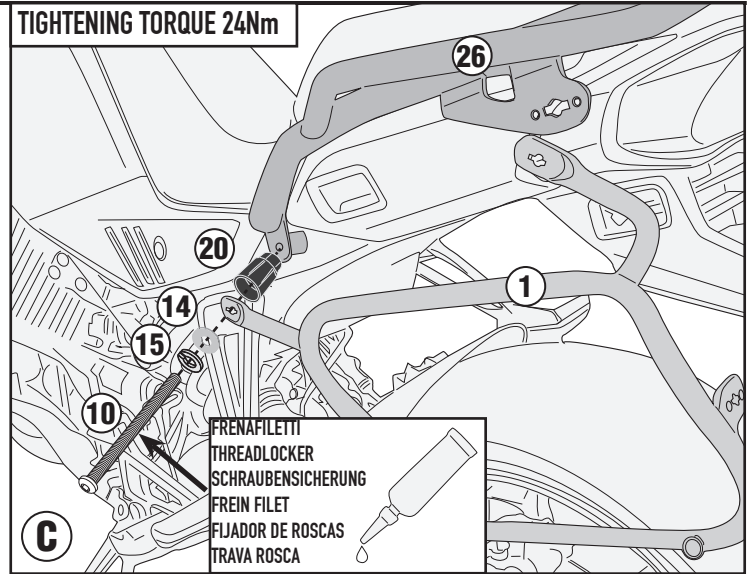 TIGHTENING TORQUE 24Nm
26
20
1
14
15
10
FRENAFILETTI
THREADLOCKER
SCHRAUBENSICHERUNG
FREIN FILET
FIJADOR DE ROSCAS
TRAVA ROSCA
C